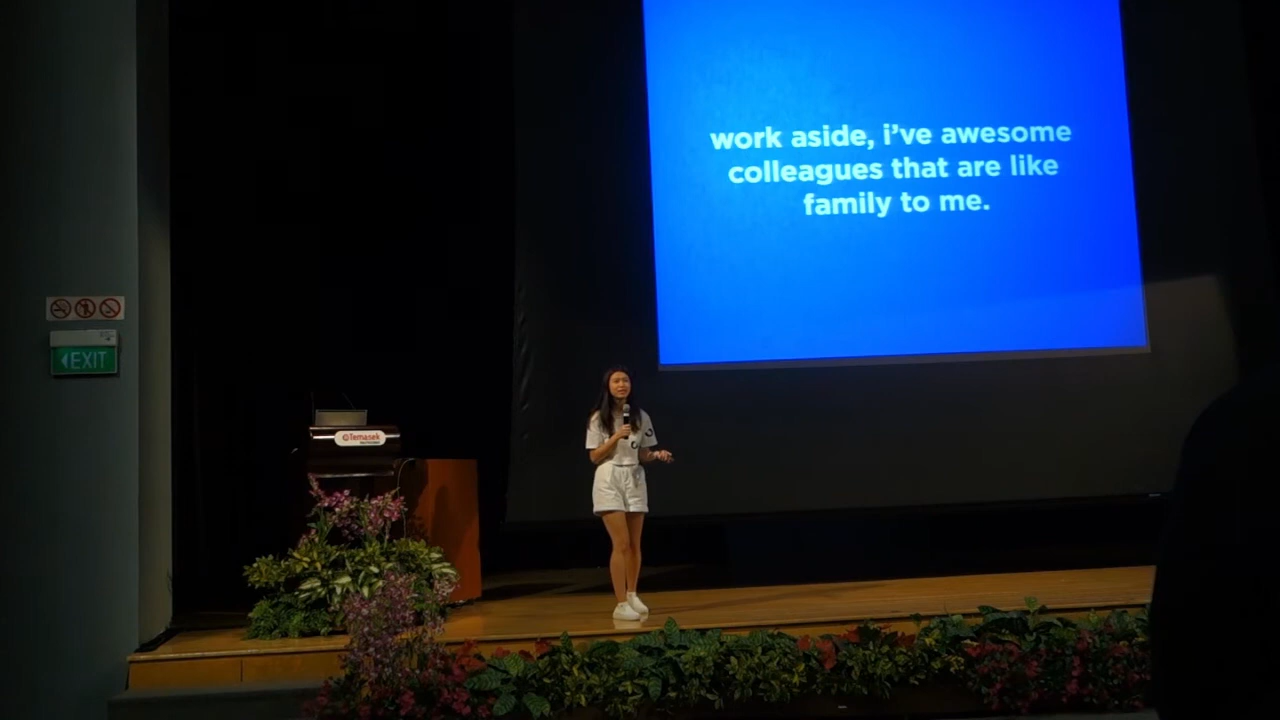 work aside, i've awesome
colleagues that are like
family to me.
EXIT
Temasek